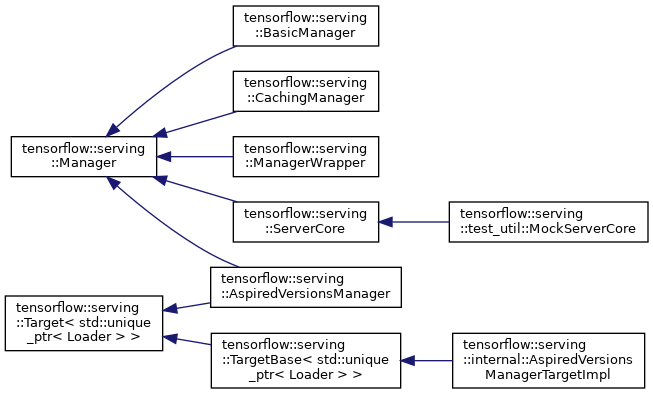 tensorflow::serving
::BasicManager
tensorflow::serving
::CachingManager
tensorflow::serving
::Manager
tensorflow::serving
::ManagerWrapper
tensorflow::serving
::ServerCore
tensorflow::serving
::test_util::MockServerCore
tensorflow::serving
::AspiredVersionsManager
tensorflow::serving
::Target< std::unique
_ptr< Loader > >
tensorflow::serving
::TargetBase< std::unique
_ptr< Loader > >
tensorflow::serving
::internal::AspiredVersions
ManagerTargetImpl